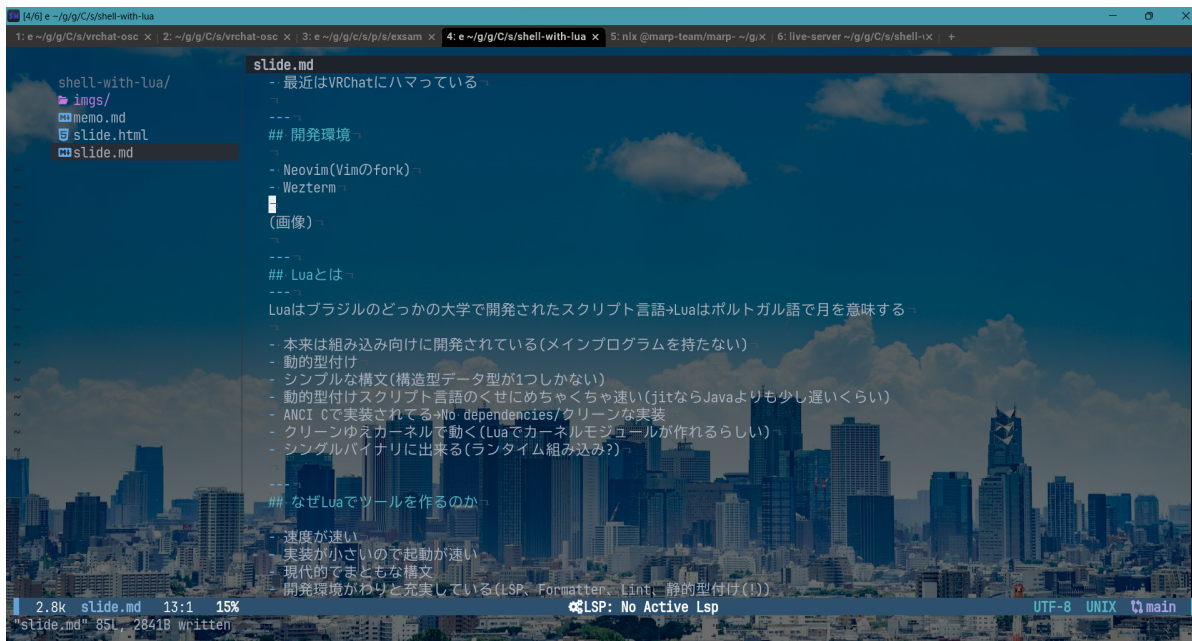 [4/6] e ~/g/g/C/s/shell-with-lua
1: e ~/g/g/C/s/vrchat-osc × 2: ~/g/g/C/s/vrchat-osc × 3: e ~/g/g/c/s/p/s/exsam × 4: e ~/g/g/C/s/shell-with-lua × 5: nlx @marp-team/marp- ~/g/× 6: live-server ~/g/g/C/s/shell-× +
slide.md
shell-with-lua/
imgs/
memo.md
slide.html
slide.md
- 最近はVRChatにハマっている
---
## 開発環境
- Neovim(Vimのfork)
- Wezterm
-
(画像)
---
## Luaとは
---
Luaはブラジルのどっかの大学で開発されたスクリプト言語→Luaはポルトガル語で月を意味する
- 本来は組み込み向けに開発されている(メインプログラムを持たない)
- 動的型付け
- シンプルな構文(構造型データ型が1つしかない)
- 動的型付けスクリプト言語のくせにめちゃくちゃ速い(jitならJavaよりも少し遅いくらい)
- ANCI Cで実装されてる→No dependencies/クリーンな実装
- クリーンゆえカーネルで動く(Luaでカーネルモジュールが作れるらしい)
- シングルバイナリに出来る(ランタイム組み込み?)
---
## なぜLuaでツールを作るのか
- 速度が速い
- 実装が小さいので起動が速い
- 現代的でまともな構文
- 開発環境がわりと充実している(LSP、Formatter、Lint、静的型付け(!))
2.8k slide.md 13:1 15% LSP: No Active Lsp UTF-8 UNIX main
"slide.md" 85L, 2841B written